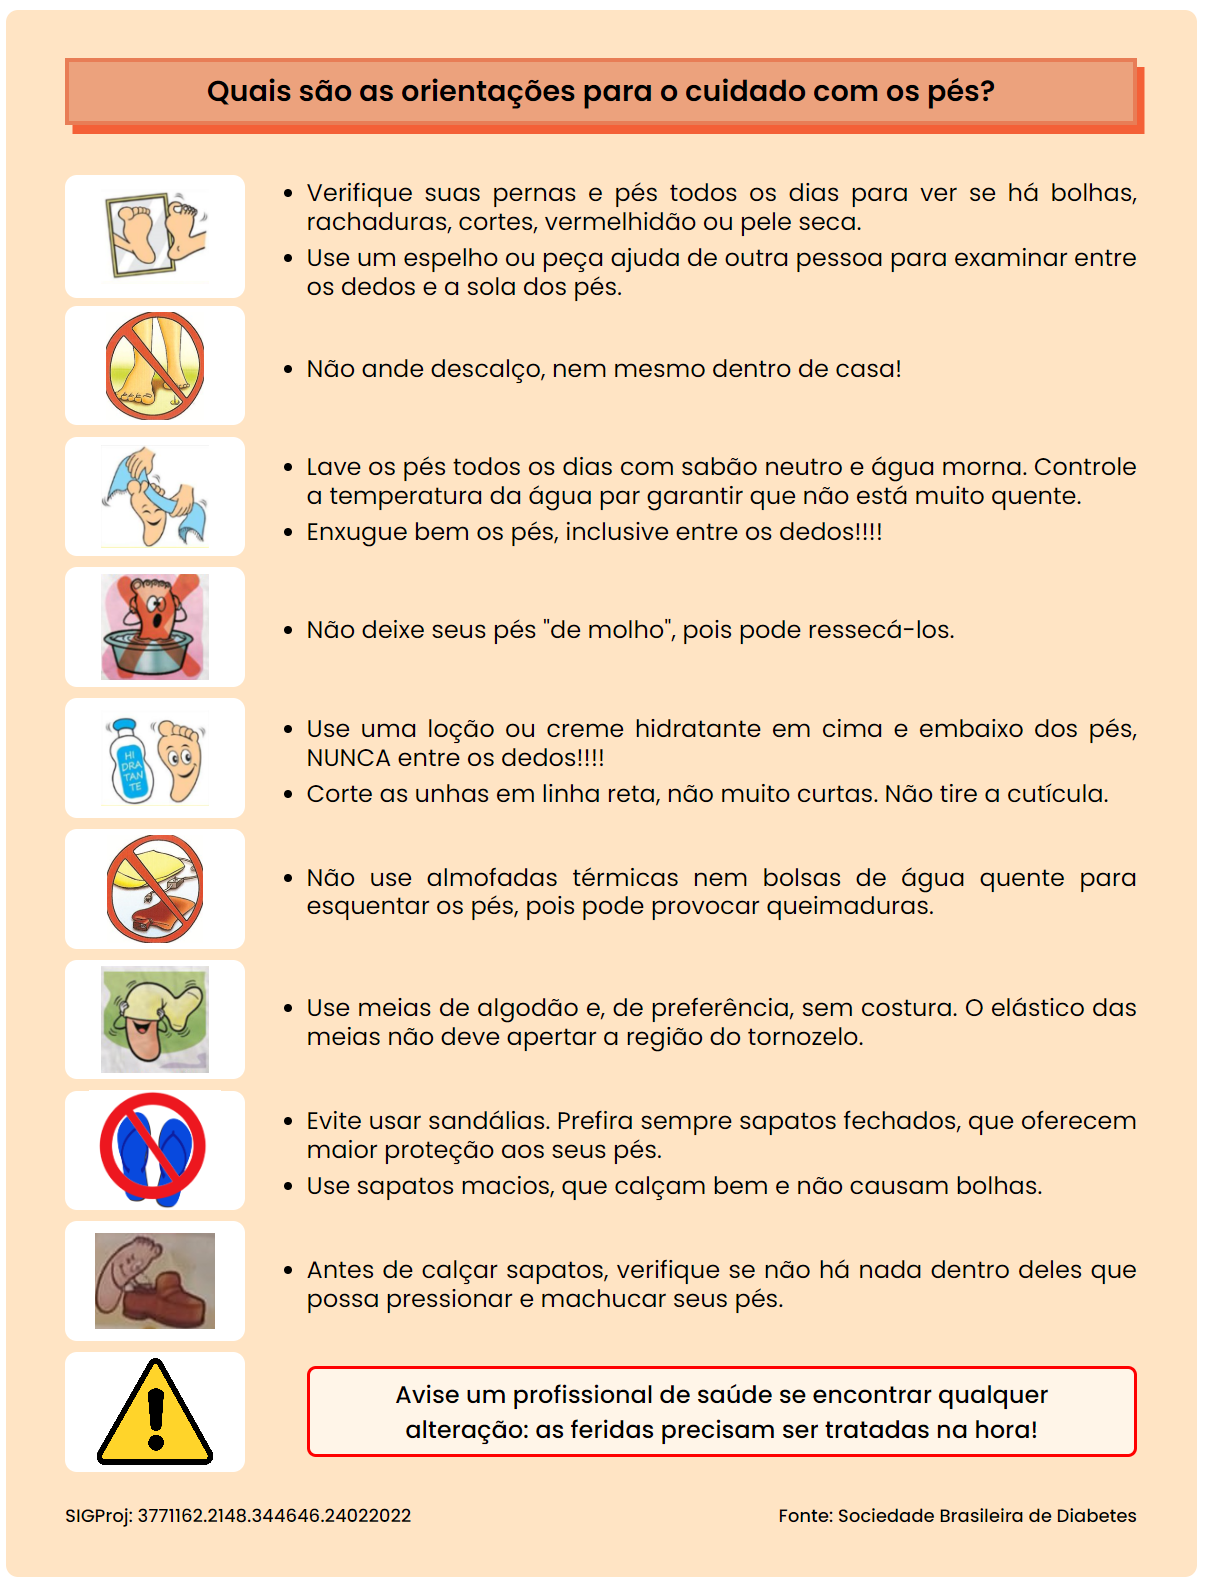 Quais são as orientações para o cuidado com os pés?
• Verifique suas pernas e pés todos os dias para ver se há bolhas,
rachaduras, cortes, vermelhidão ou pele seca.
• Use um espelho ou peça ajuda de outra pessoa para examinar entre
os dedos e a sola dos pés.
• Não ande descalço, nem mesmo dentro de casa!
• Lave os pés todos os dias com sabão neutro e água morna. Controle
a temperatura da água par garantir que não está muito quente.
• Enxugue bem os pés, inclusive entre os dedos!!!!
• Não deixe seus pés "de molho", pois pode ressecá-los.
HI
DRA
TAN
TE
• Use uma loção ou creme hidratante em cima e embaixo dos pés,
NUNCA entre os dedos!!!!
• Corte as unhas em linha reta, não muito curtas. Não tire a cutícula.
• Não use almofadas térmicas nem bolsas de água quente para
esquentar os pés, pois pode provocar queimaduras.
• Use meias de algodão e, de preferência, sem costura. O elástico das
meias não deve apertar a região do tornozelo.
• Evite usar sandálias. Prefira sempre sapatos fechados, que oferecem
maior proteção aos seus pés.
• Use sapatos macios, que calçam bem e não causam bolhas.
• Antes de calçar sapatos, verifique se não há nada dentro deles que
possa pressionar e machucar seus pés.
Avise um profissional de saúde se encontrar qualquer
alteração: as feridas precisam ser tratadas na hora!
SIGProj: 3771162.2148.344646.24022022
Fonte: Sociedade Brasileira de Diabetes